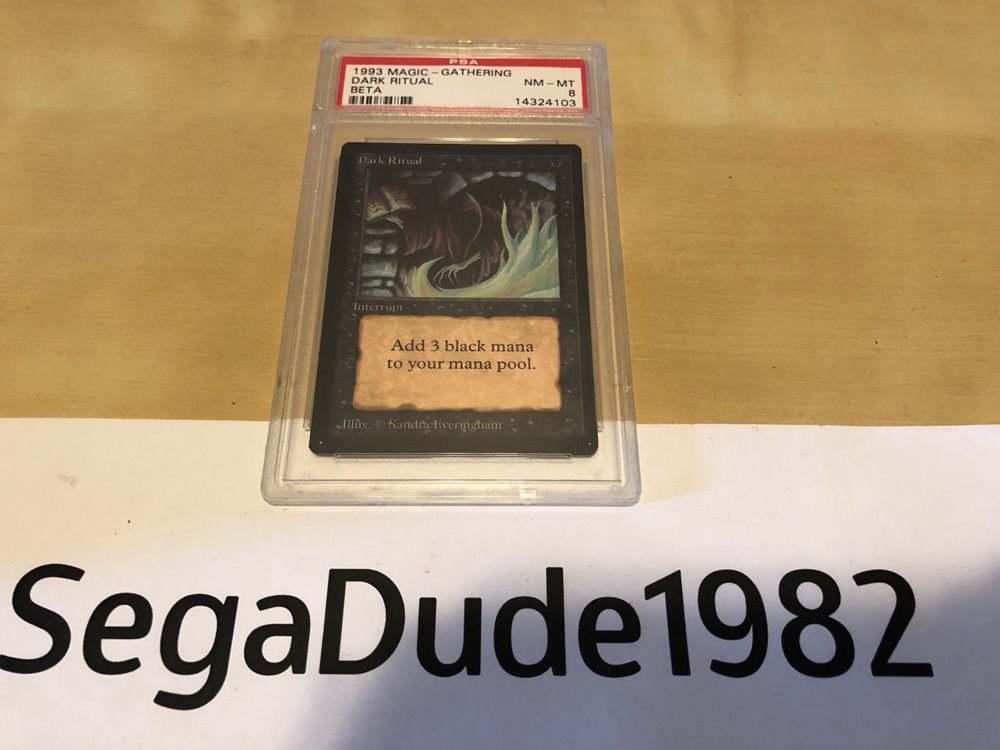 PSA
1993 MAGIC - GATHERING
DARK RITUAL NM - MT
BETA 8
14324103
Dark Ritual
Interrupt
Add 3 black mana
to your mana pool.
Illus. © Sandra Everingham
SegaDude1982